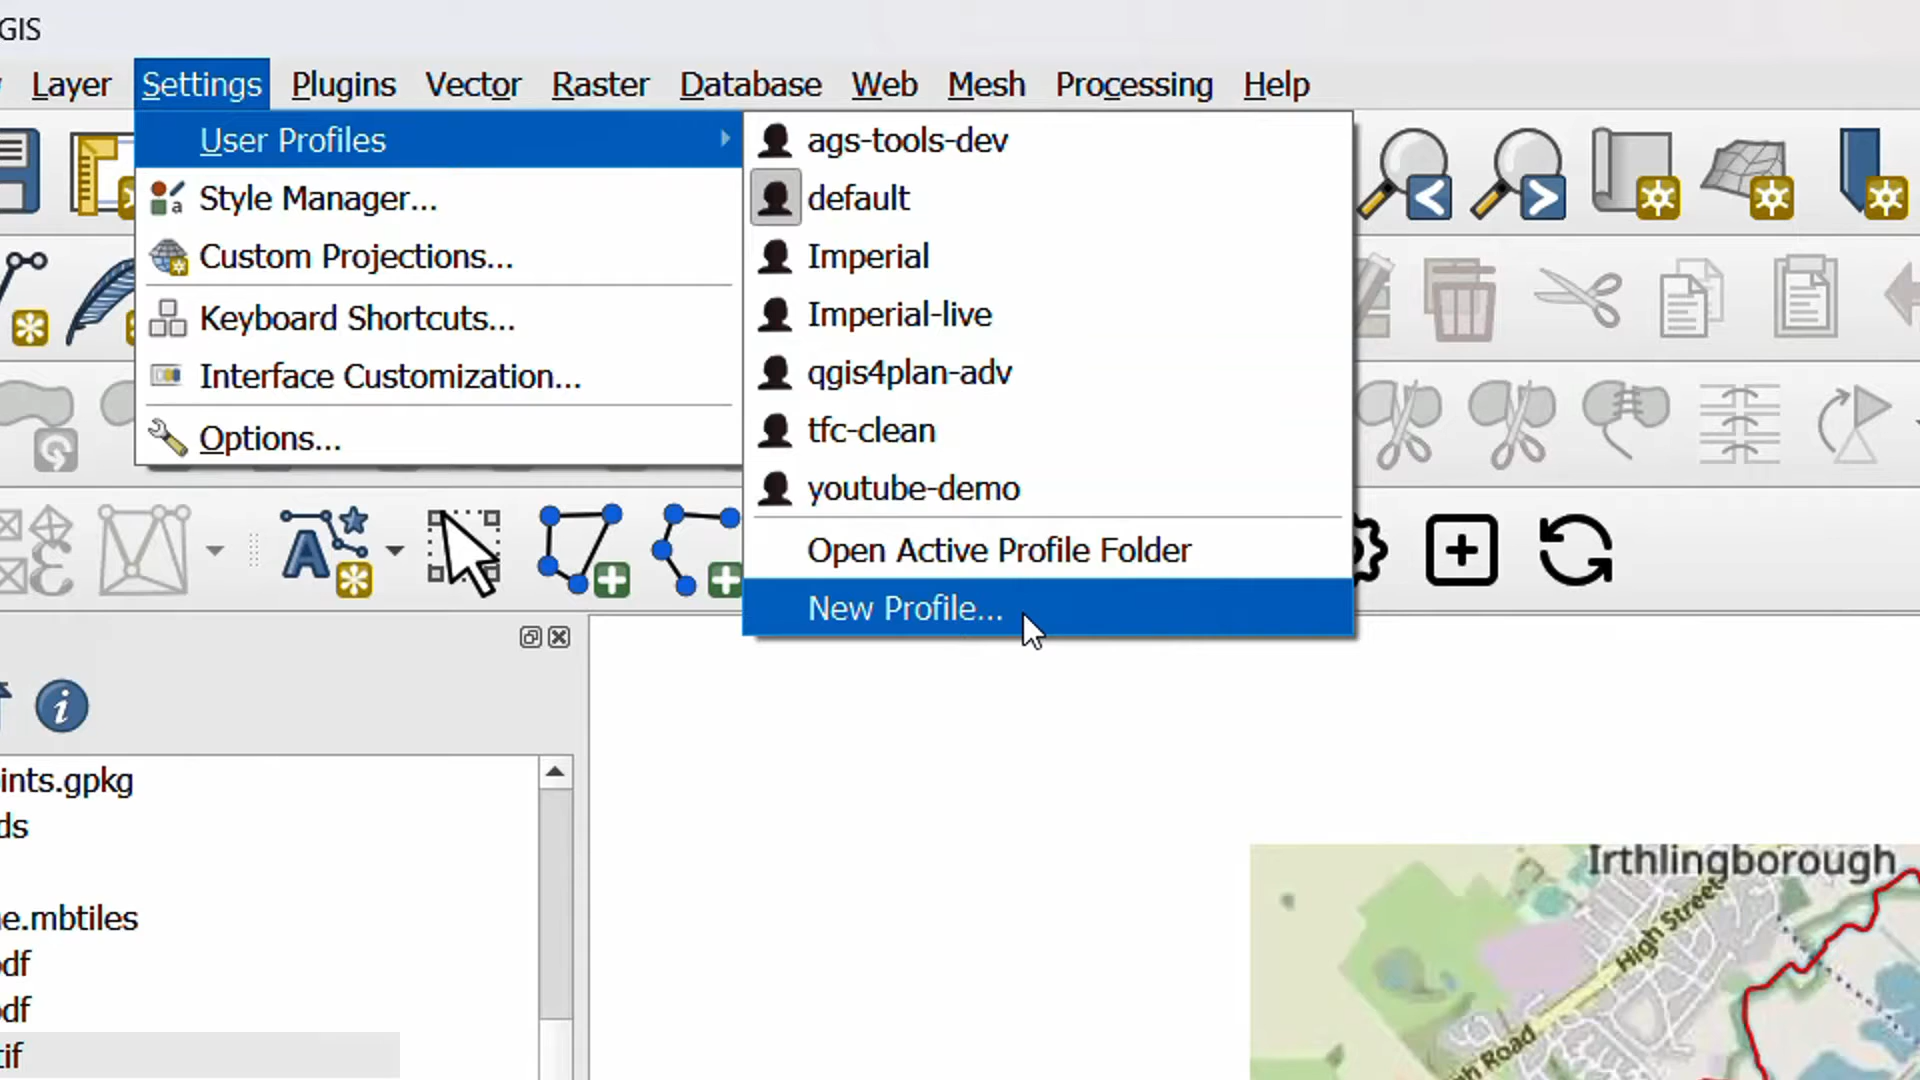 GIS
Layer Settings Plugins Vector Raster Database Web Mesh Processing Help
User Profiles
Style Manager...
Custom Projections...
Keyboard Shortcuts...
Interface Customization...
Options...
ags-tools-dev
default
Imperial
Imperial-live
qgis4plan-adv
tfc-clean
youtube-demo
Open Active Profile Folder
New Profile...
ints.gpkg
ds
e.mbtiles
df
df
tif
Irthlingborough
High Street
Road